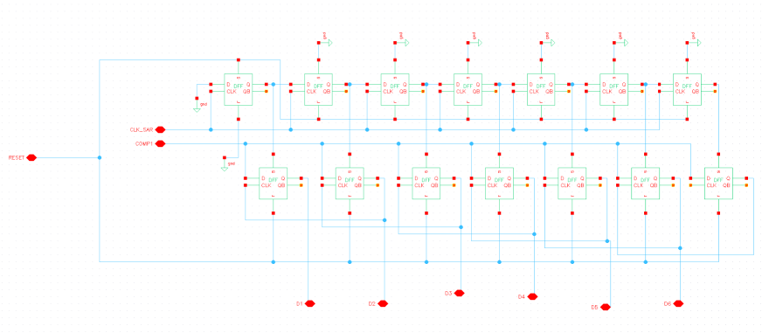 gnd gnd gnd gnd gnd gnd
D DFF Q D DFF Q D DFF Q D DFF Q D DFF Q D DFF Q D DFF Q
CLK QB CLK QB CLK QB CLK QB CLK QB CLK QB CLK QB
gnd
CLK_SAR
COMP1
RESET
gnd
D DFF Q D DFF Q D DFF Q D DFF Q D DFF Q D DFF Q D DFF Q
CLK QB CLK QB CLK QB CLK QB CLK QB CLK QB CLK QB
D1 D2 D3 D4 D5 D6